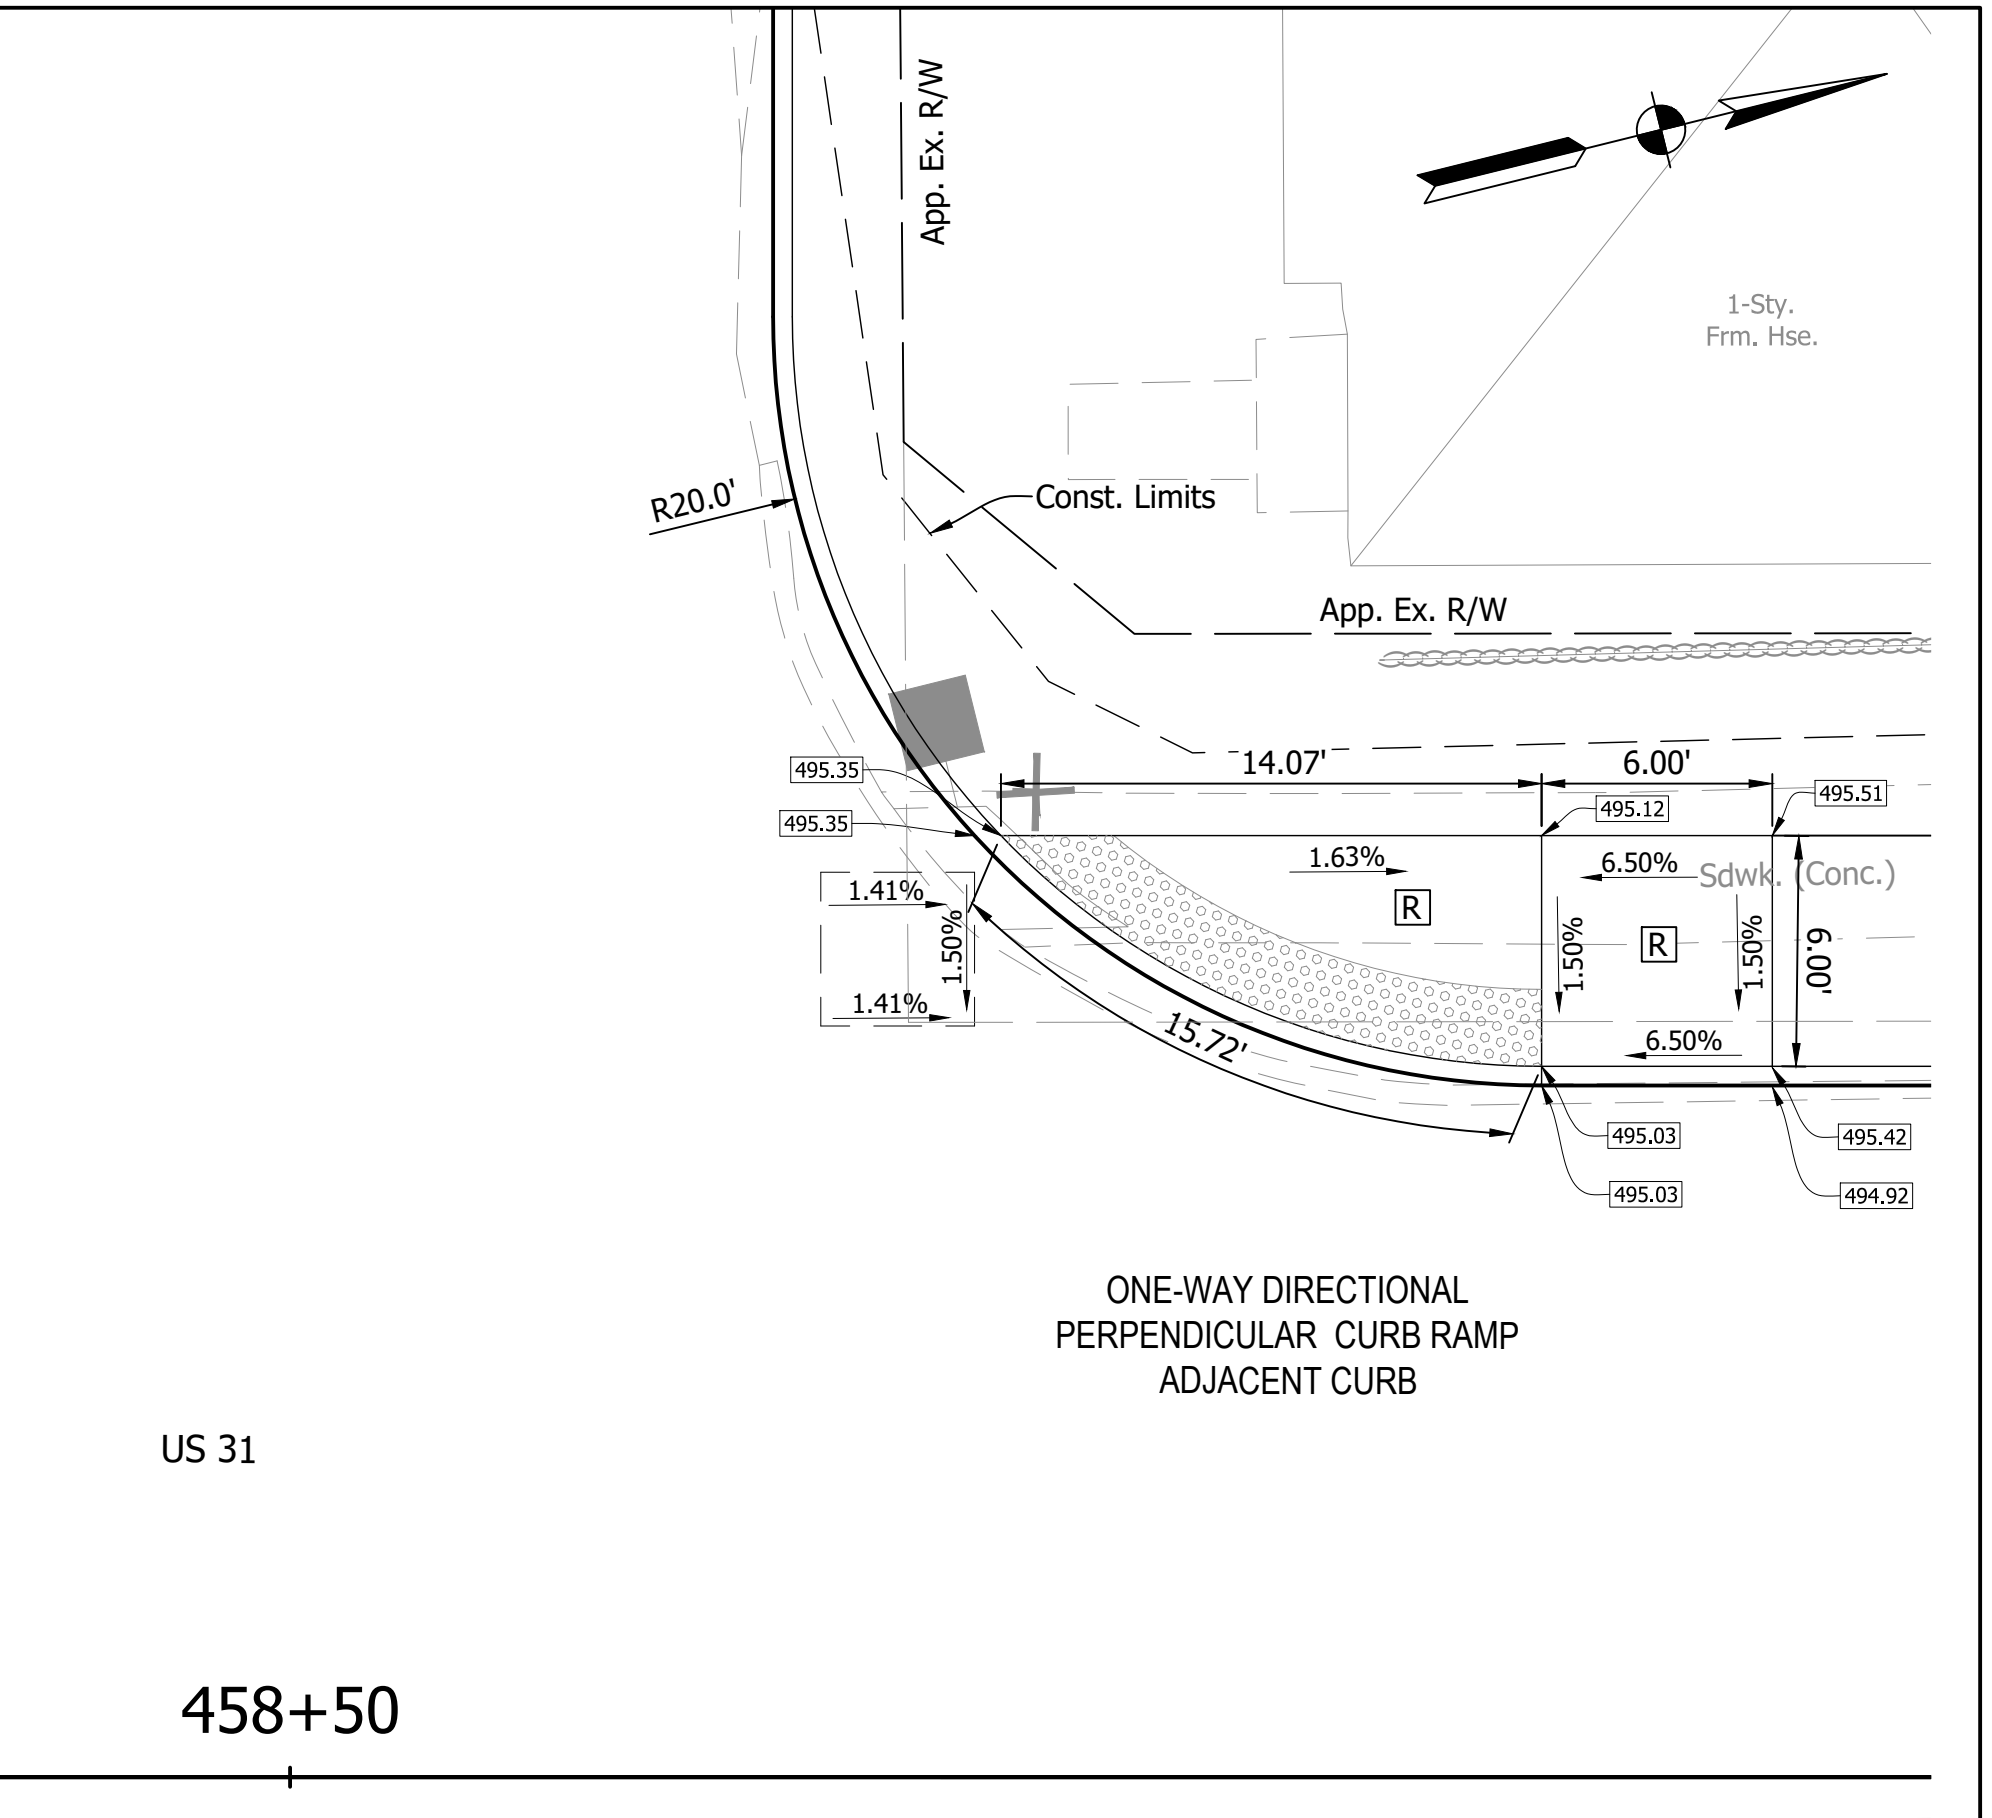 App. Ex. R/W
1-Sty.
Frm. Hse.
R20.0'
Const. Limits
App. Ex. R/W
14.07'
6.00'
495.35
495.51
495.12
495.35
1.63%
6.50%
Sdwk. (Conc.)
1.41%
R
1.50%
1.50%
R
1.50%
6.00'
1.41%
15.72'
6.50%
495.03
495.42
495.03
494.92
ONE-WAY DIRECTIONAL
PERPENDICULAR CURB RAMP
ADJACENT CURB
US 31
458+50